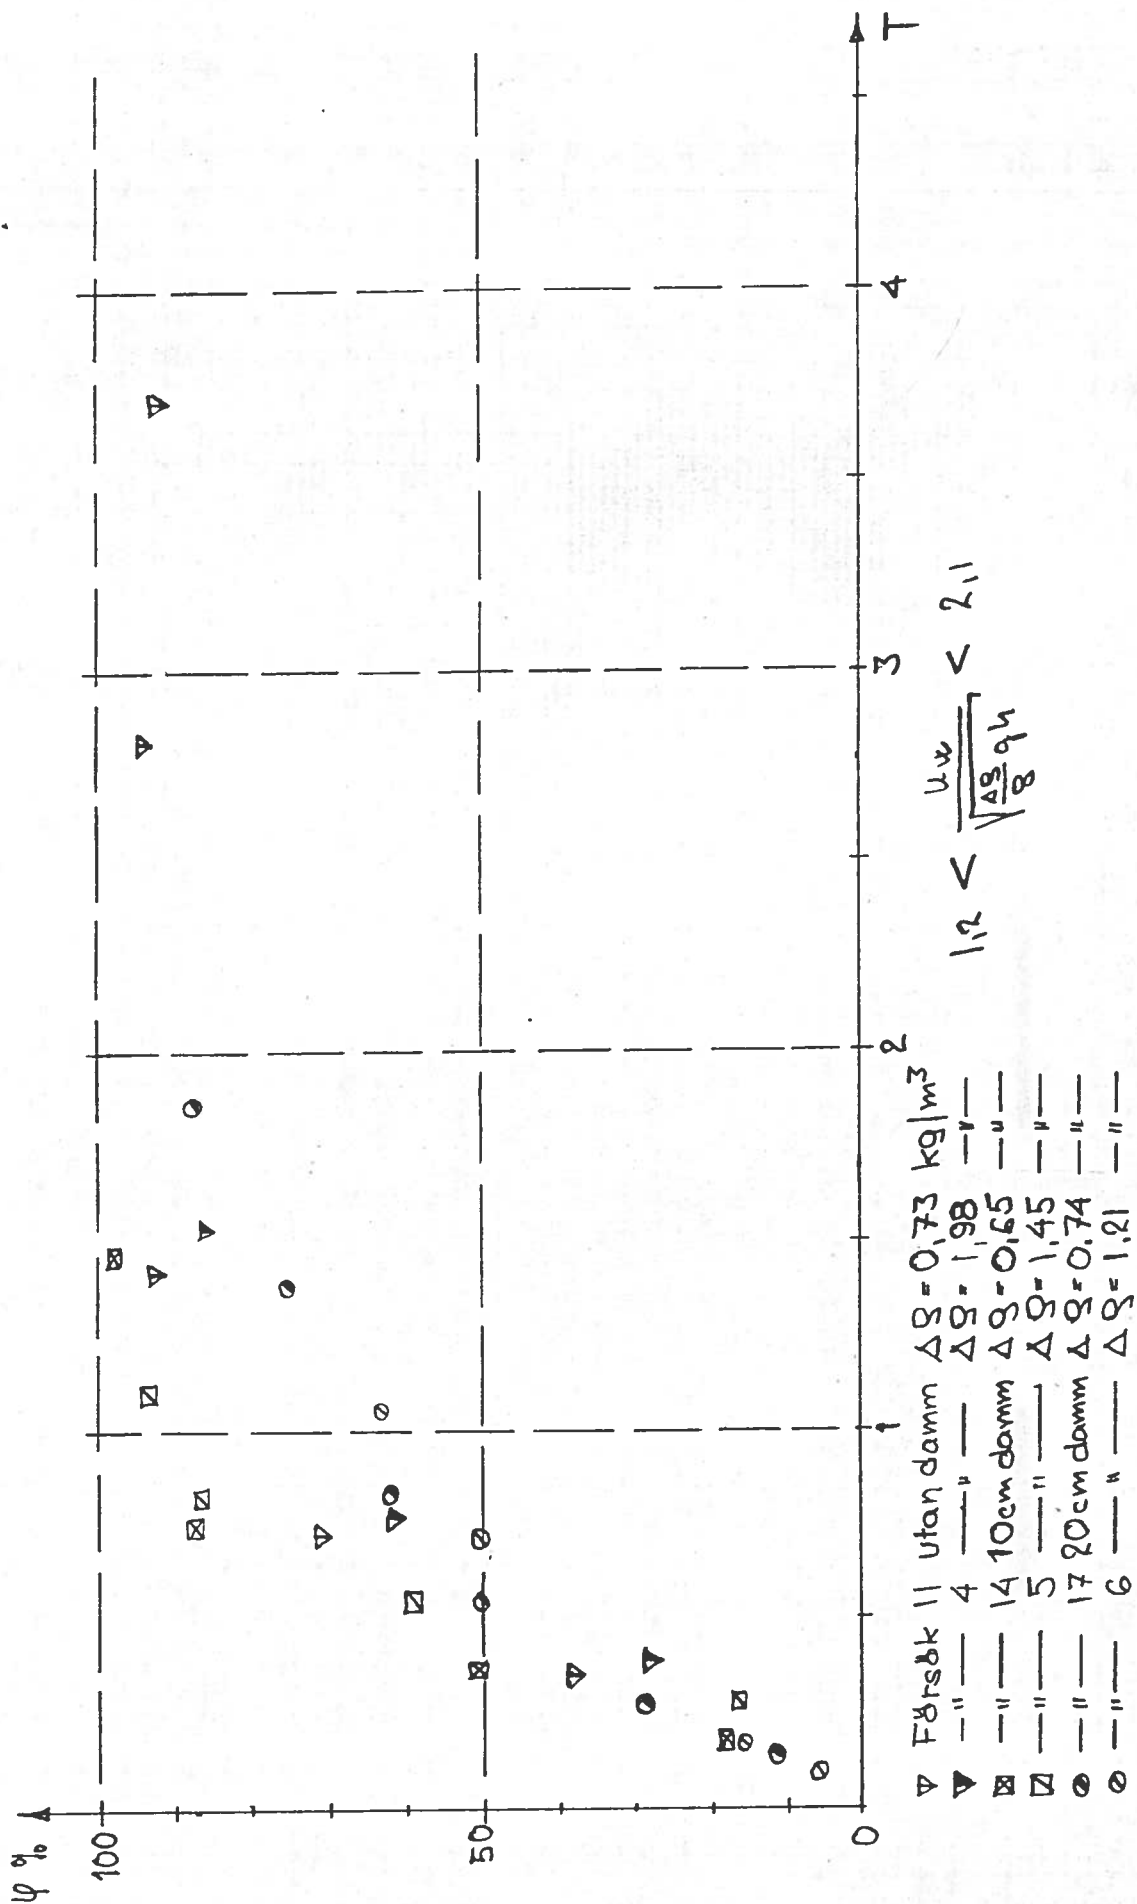 φ %
100
50
0
1
2
3
4
T
Försök 11 utan damm Δϱ = 0,73 kg/m³
—"— 4 —"— Δϱ = 1,98 —"—
—"— 14 10cm damm Δϱ = 0,65 —"—
—"— 5 —"— Δϱ = 1,45 —"—
—"— 17 20cm damm Δϱ = 0.74 —"—
—"— 6 —"— Δϱ = 1,21 —"—
1,2 < u_x / √(Δϱ/ϱ gh) < 2,1